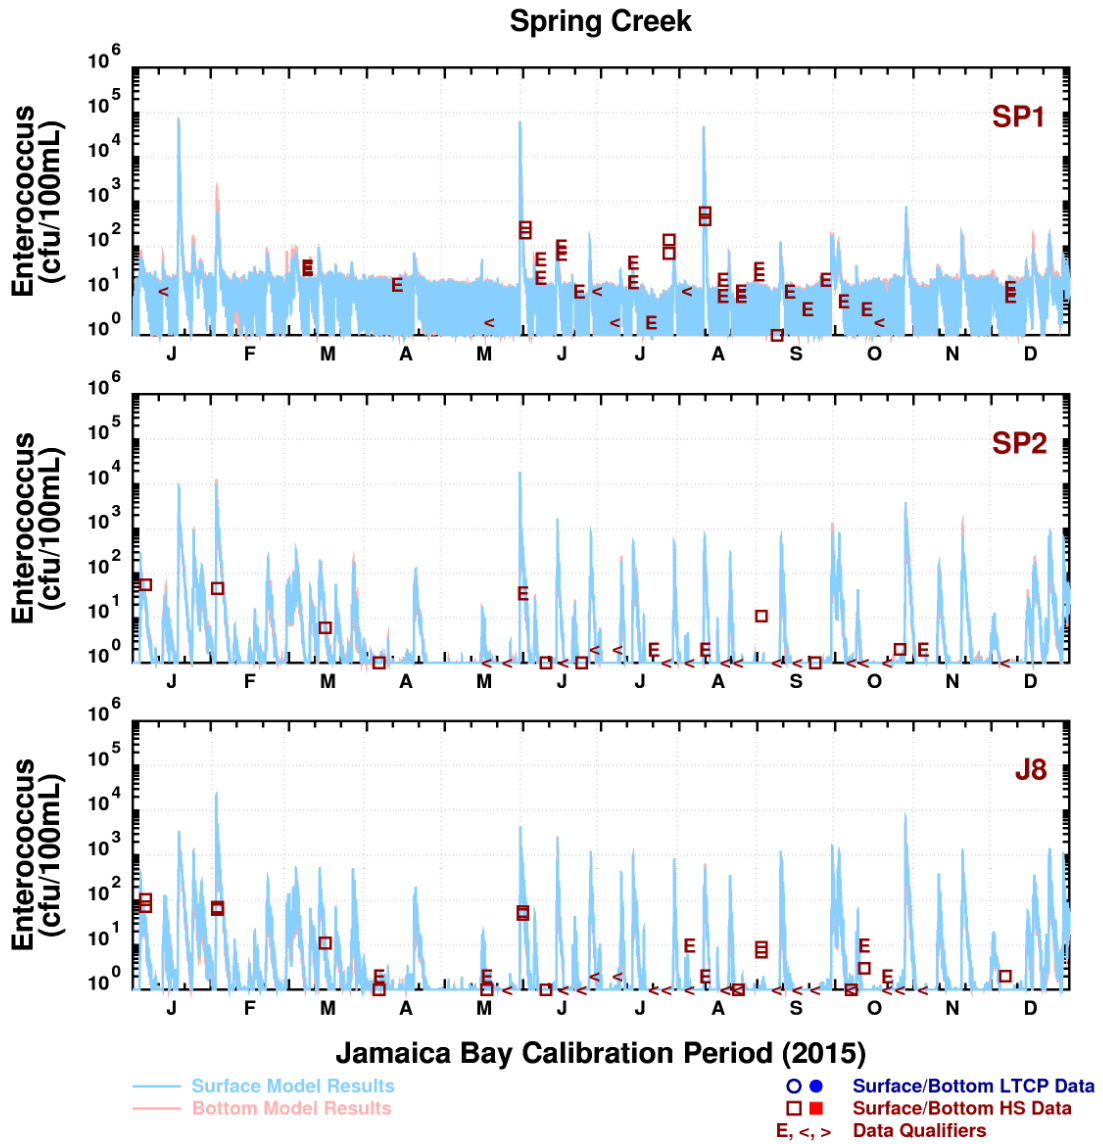 Spring Creek
Enterococcus
(cfu/100mL)
10^6
10^5
10^4
10^3
10^2
10^1
10^0
SP1
J F M A M J J A S O N D
Enterococcus
(cfu/100mL)
10^6
10^5
10^4
10^3
10^2
10^1
10^0
SP2
J F M A M J J A S O N D
Enterococcus
(cfu/100mL)
10^6
10^5
10^4
10^3
10^2
10^1
10^0
J8
J F M A M J J A S O N D
Jamaica Bay Calibration Period (2015)
Surface Model Results
Bottom Model Results
Surface/Bottom LTCP Data
Surface/Bottom HS Data
E, <, > Data Qualifiers